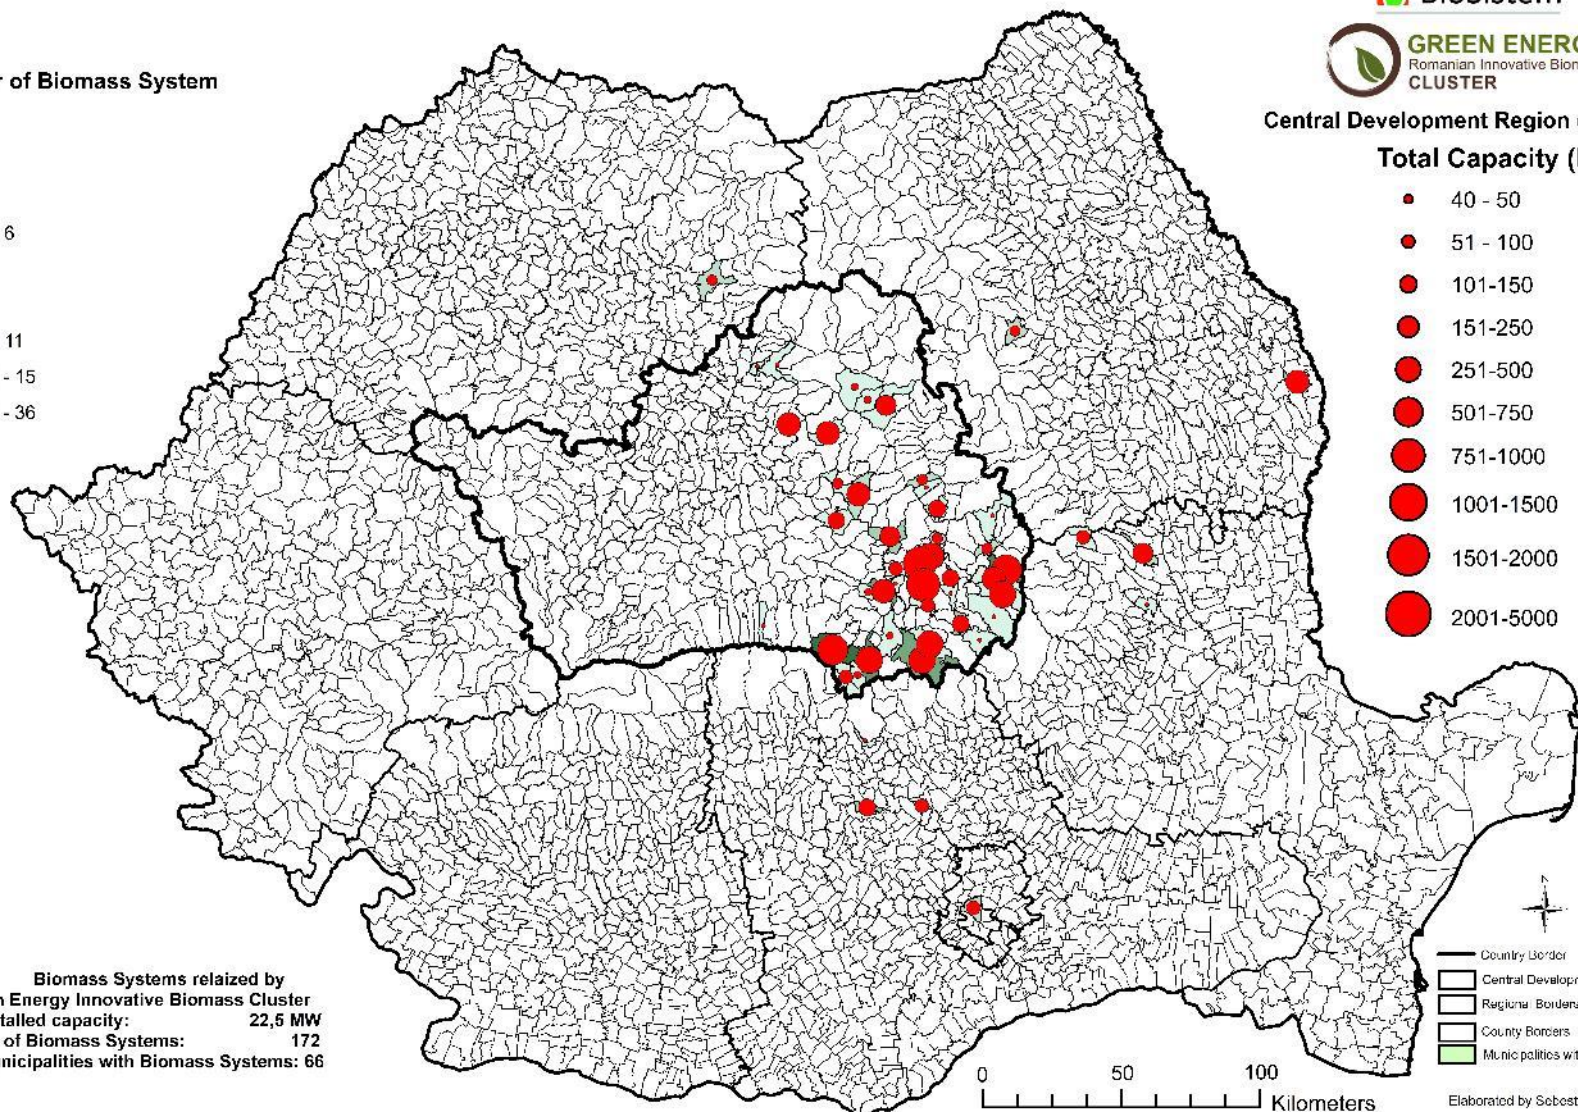 of Biomass System
6
11
- 15
- 36
GREEN ENERG
Romanian Innovative Biom
CLUSTER
Central Development Region
Total Capacity
40 - 50
51 - 100
101-150
151-250
251-500
501-750
751-1000
1001-1500
1501-2000
2001-5000
Biomass Systems relaized by
Energy Innovative Biomass Cluster
talled capacity: 22,5 MW
of Biomass Systems: 172
unicipalities with Biomass Systems: 66
0 50 100
Kilometers
Country Border
Central Develop
Regional Borders
County Borders
Municipalities wit
Elaborated by Sebest